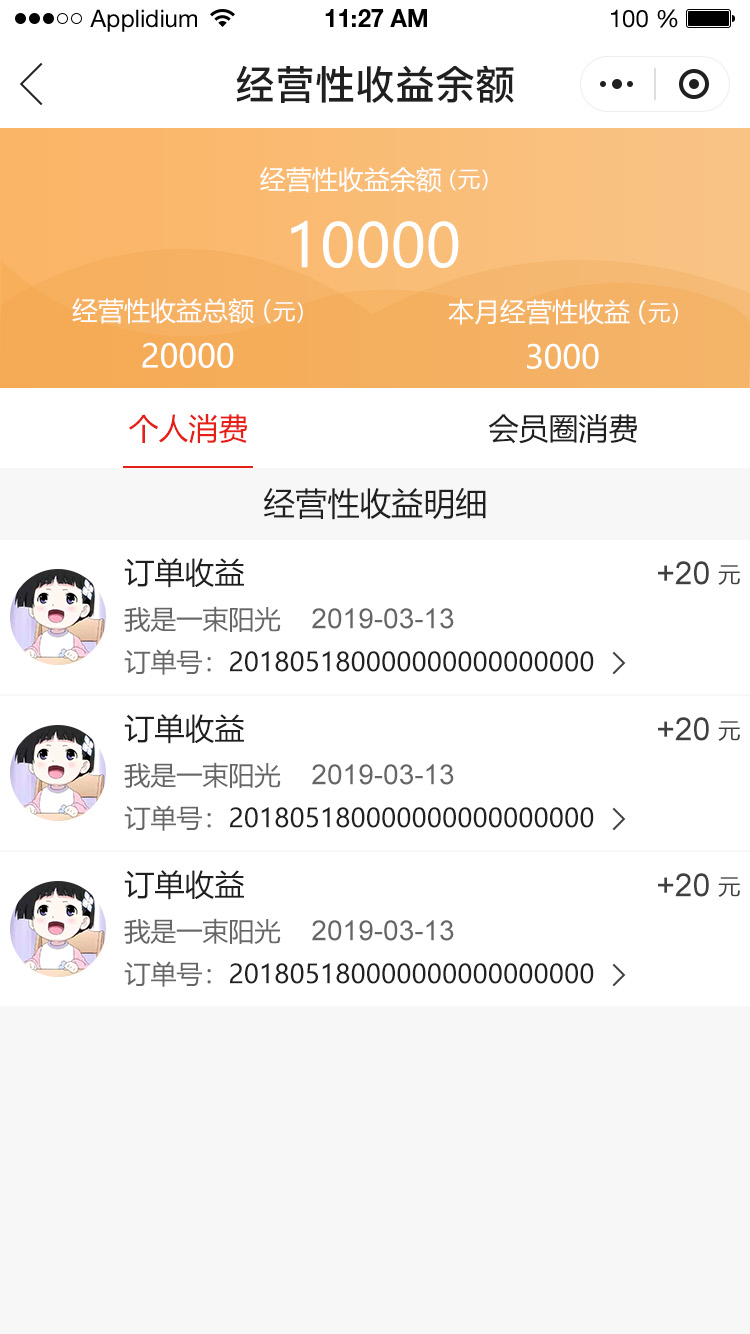 Applidium 11:27 AM 100 %
经营性收益余额
经营性收益余额 (元)
10000
经营性收益总额 (元) 本月经营性收益 (元)
20000 3000
个人消费 会员圈消费
经营性收益明细
订单收益 +20 元
我是一束阳光 2019-03-13
订单号: 201805180000000000000000
订单收益 +20 元
我是一束阳光 2019-03-13
订单号: 201805180000000000000000
订单收益 +20 元
我是一束阳光 2019-03-13
订单号: 201805180000000000000000